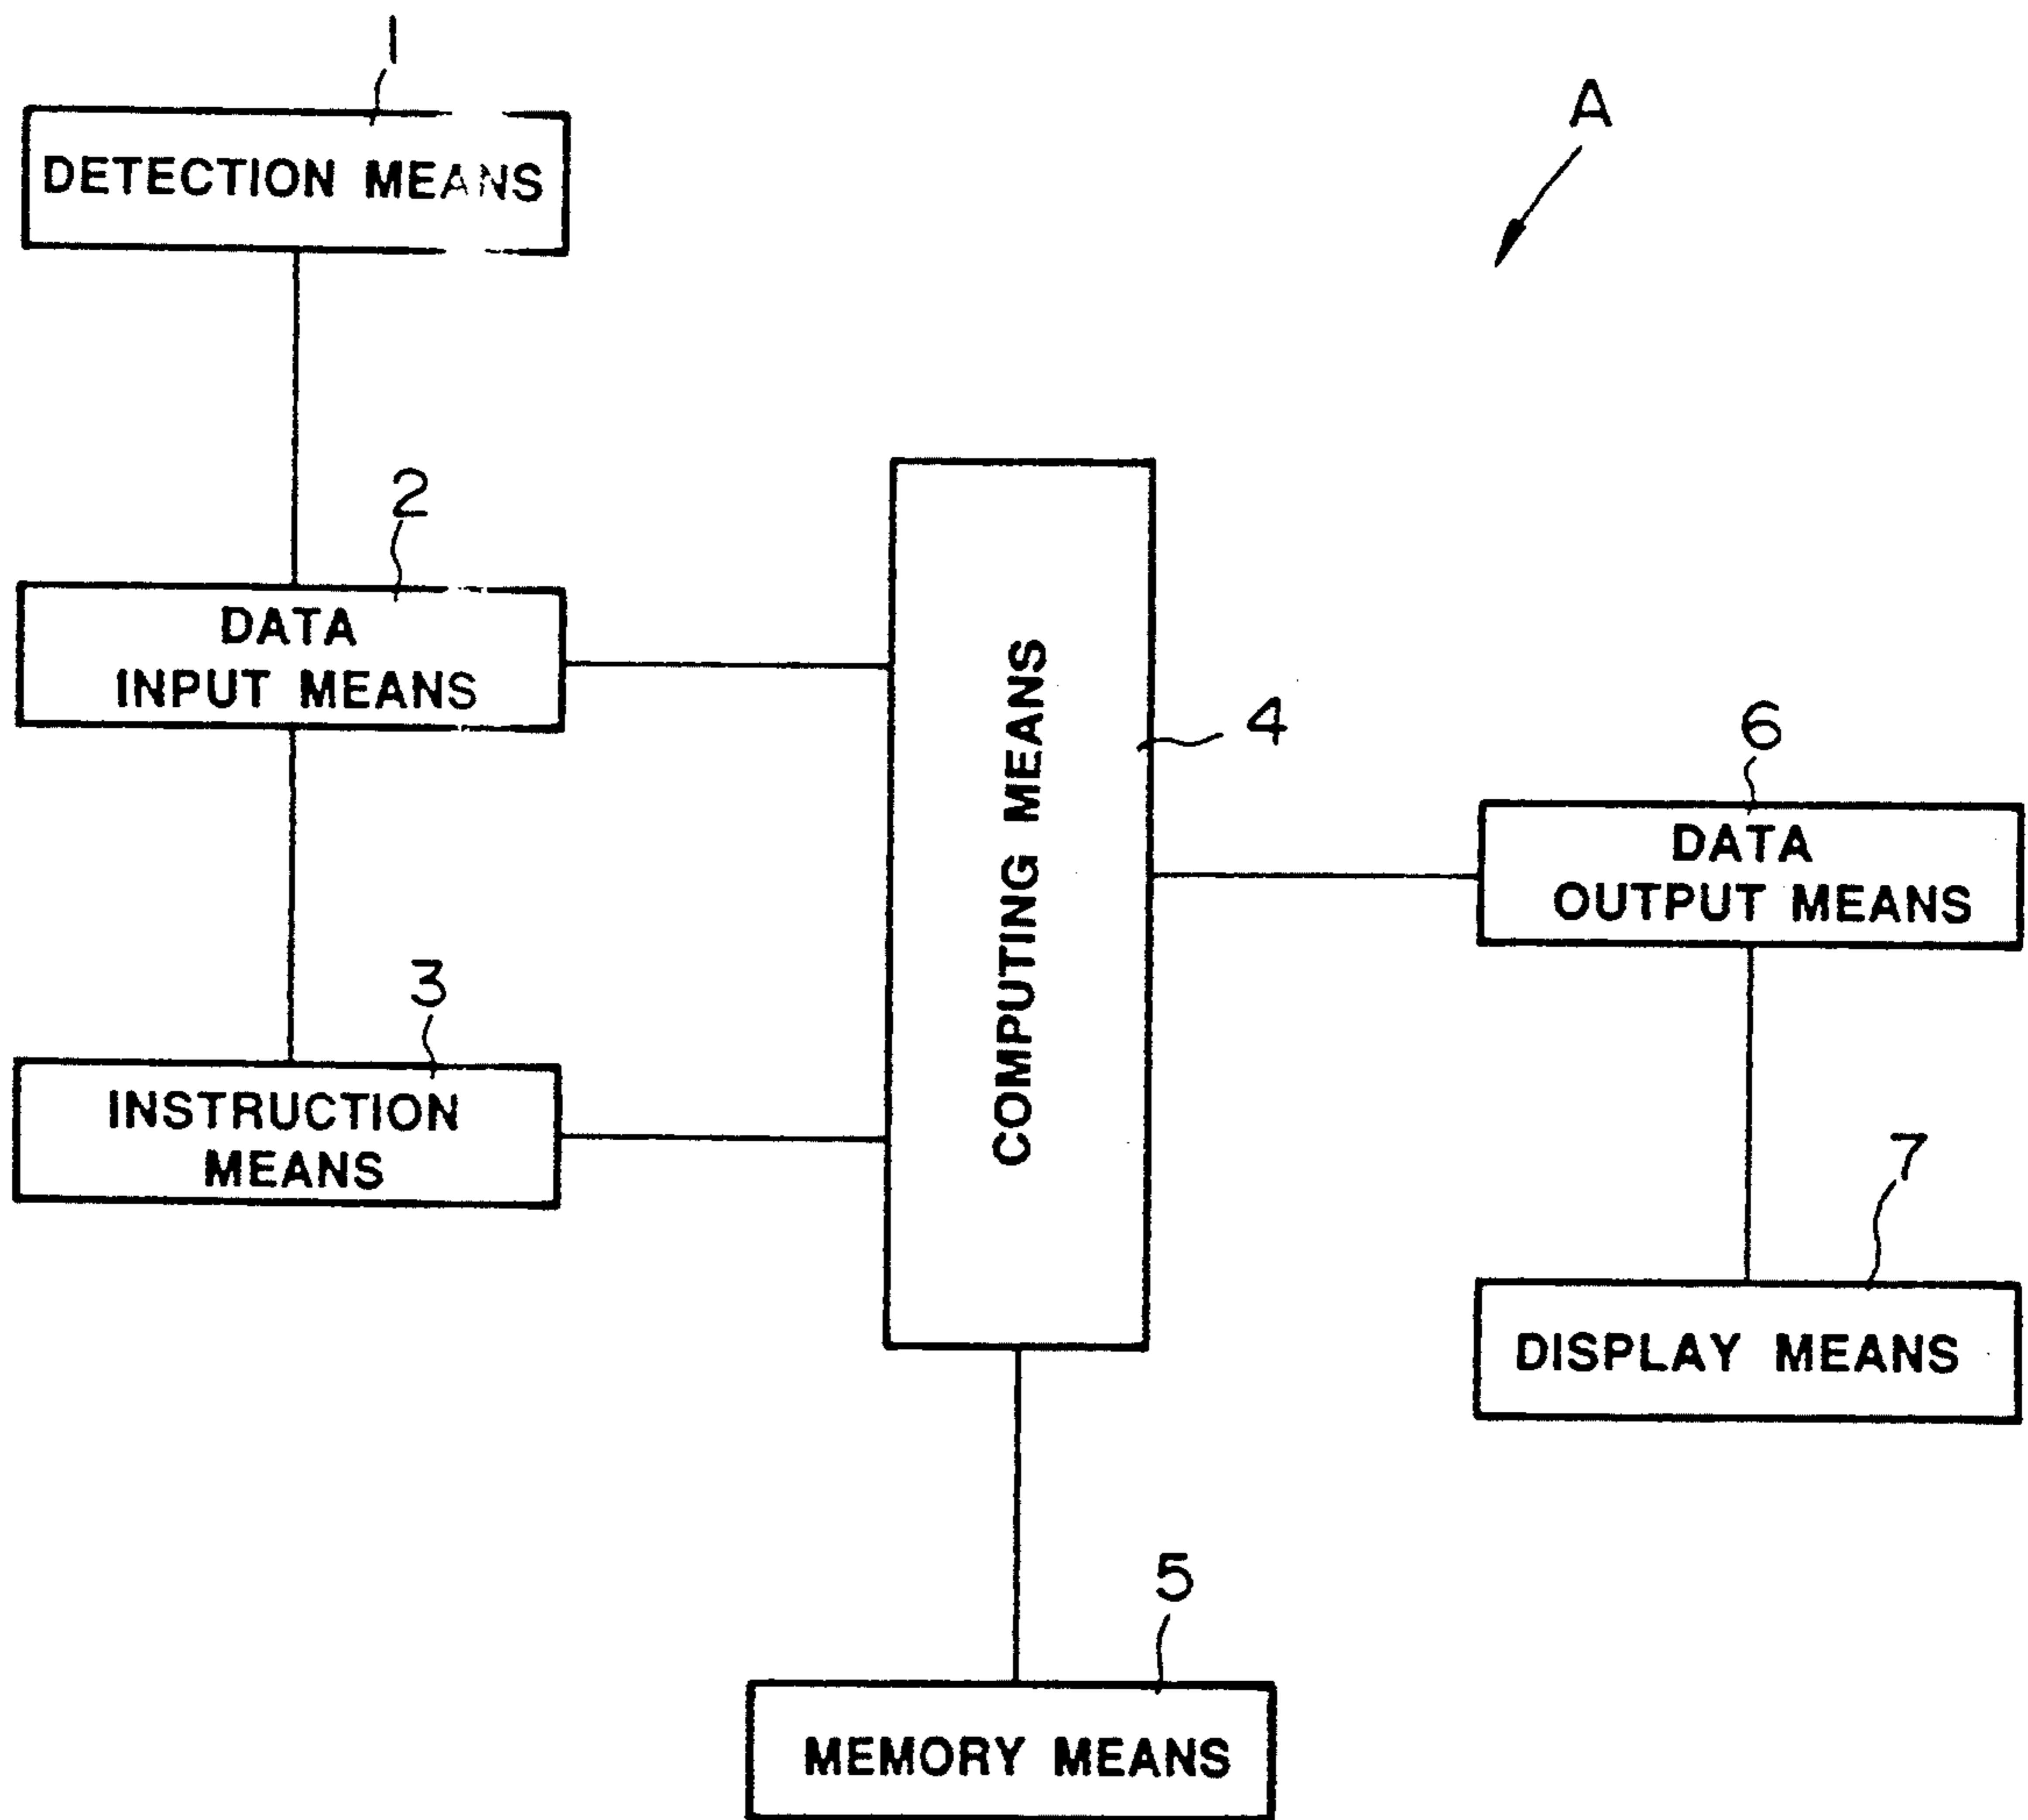 1
DETECTION MEANS
A
2
DATA
INPUT MEANS
3
INSTRUCTION
MEANS
COMPUTING MEANS
4
6
DATA
OUTPUT MEANS
7
DISPLAY MEANS
5
MEMORY MEANS